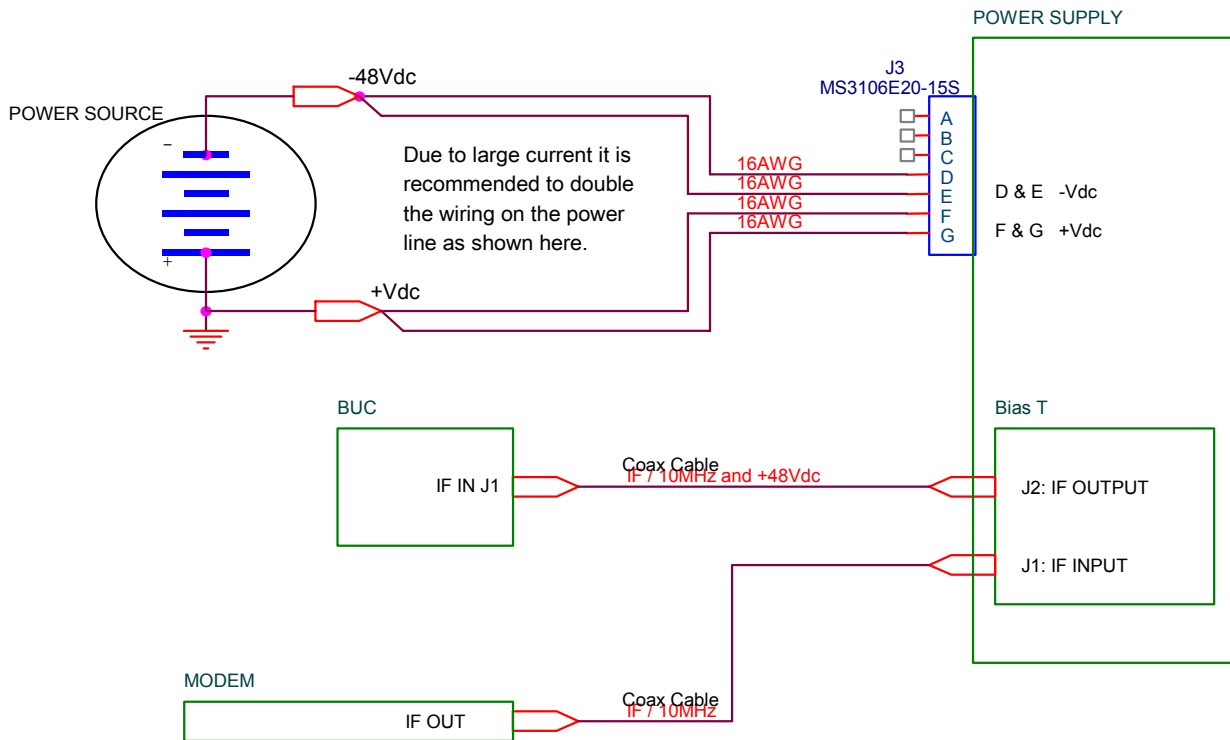 POWER SUPPLY
-48Vdc
J3
MS3106E20-15S
POWER SOURCE
−
+
Due to large current it is
recommended to double
the wiring on the power
line as shown here.
16AWG
16AWG
16AWG
16AWG
A
B
C
D
E
F
G
D & E -Vdc
F & G +Vdc
+Vdc
BUC
Bias T
IF IN J1
Coax Cable
IF / 10MHz and +48Vdc
J2: IF OUTPUT
J1: IF INPUT
MODEM
IF OUT
Coax Cable
IF / 10MHz